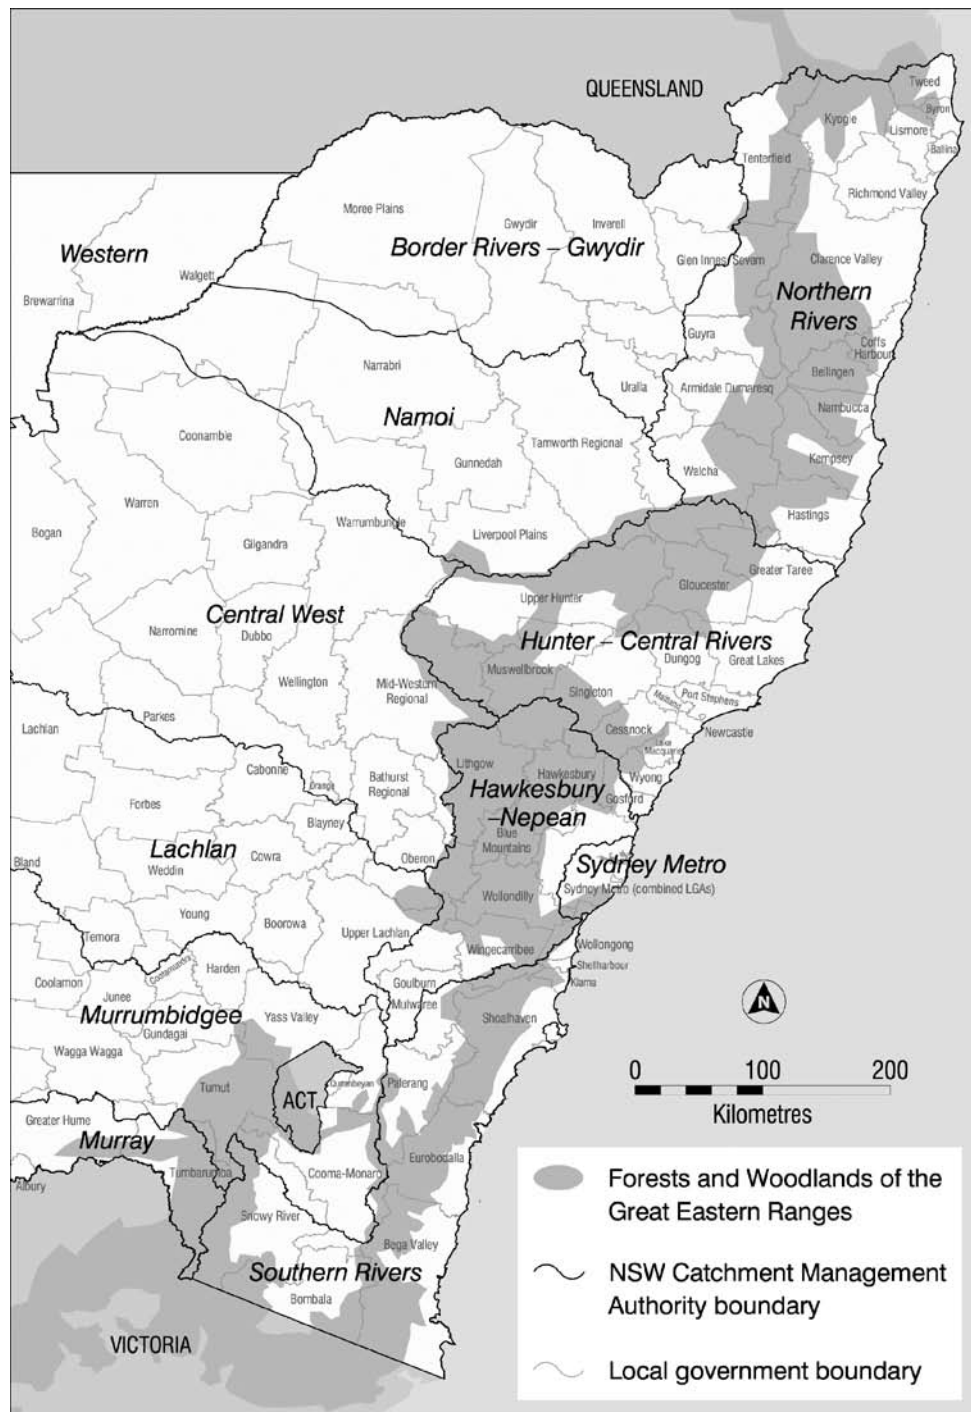 QUEENSLAND
Tweed
Kyogle
Byron
Lismore
Ballina
Tenterfield
Richmond Valley
Moree Plains
Gwydir
Inverell
Border Rivers – Gwydir
Western
Walgett
Brewarrina
Glen Innes Severn
Clarence Valley
Northern
Rivers
Guyra
Coffs
Harbour
Narrabri
Bellingen
Uralla
Armidale Dumaresq
Nambucca
Namoi
Coonamble
Tamworth Regional
Gunnedah
Walcha
Kempsey
Warren
Warrumbungle
Hastings
Bogan
Gilgandra
Liverpool Plains
Greater Taree
Gloucester
Upper Hunter
Central West
Narromine
Dubbo
Hunter – Central Rivers
Dungog
Great Lakes
Muswellbrook
Wellington
Mid-Western
Regional
Singleton
Maitland
Port Stephens
Parkes
Lachlan
Cessnock
Newcastle
Lake
Macquarie
Lithgow
Hawkesbury
Wyong
Cabonne
Orange
Bathurst
Regional
Hawkesbury
–Nepean
Gosford
Forbes
Blayney
Blue
Mountains
Lachlan
Cowra
Oberon
Bland
Weddin
Sydney Metro
Sydney Metro (combined LGAs)
Wollondilly
Young
Boorowa
Upper Lachlan
Temora
Wingecarribee
Wollongong
Shellharbour
Kiama
Coolamon
Cootamundra
Harden
Junee
Goulburn
Mulwaree
Murrumbidgee
Gundagai
Yass Valley
Shoalhaven
Wagga Wagga
Tumut
ACT
Queanbeyan
Palerang
N
0 100 200
Kilometres
Greater Hume
Murray
Tumbarumba
Albury
Cooma-Monaro
Eurobodalla
Snowy River
Bega Valley
Southern Rivers
Bombala
VICTORIA
Forests and Woodlands of the
Great Eastern Ranges
NSW Catchment Management
Authority boundary
Local government boundary